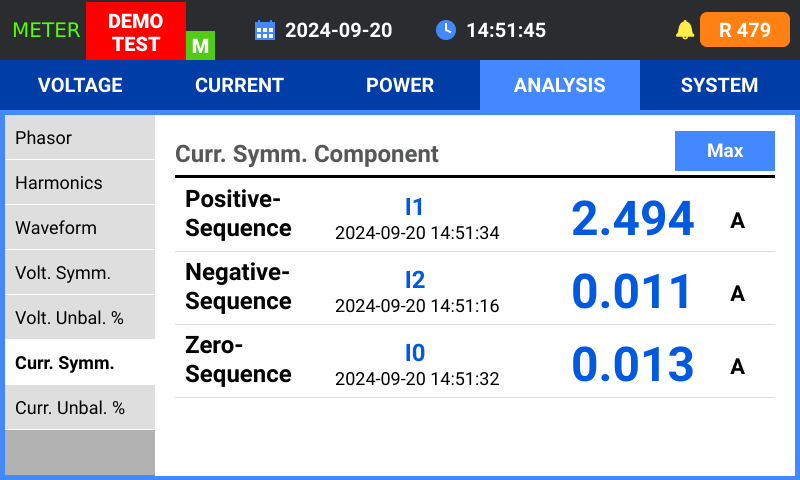 METER
DEMO
TEST
M
2024-09-20
14:51:45
R 479
VOLTAGE
CURRENT
POWER
ANALYSIS
SYSTEM
Phasor
Harmonics
Waveform
Volt. Symm.
Volt. Unbal. %
Curr. Symm.
Curr. Unbal. %
Curr. Symm. Component
Max
Positive-
Sequence
I1
2024-09-20 14:51:34
2.494 A
Negative-
Sequence
I2
2024-09-20 14:51:16
0.011 A
Zero-
Sequence
I0
2024-09-20 14:51:32
0.013 A